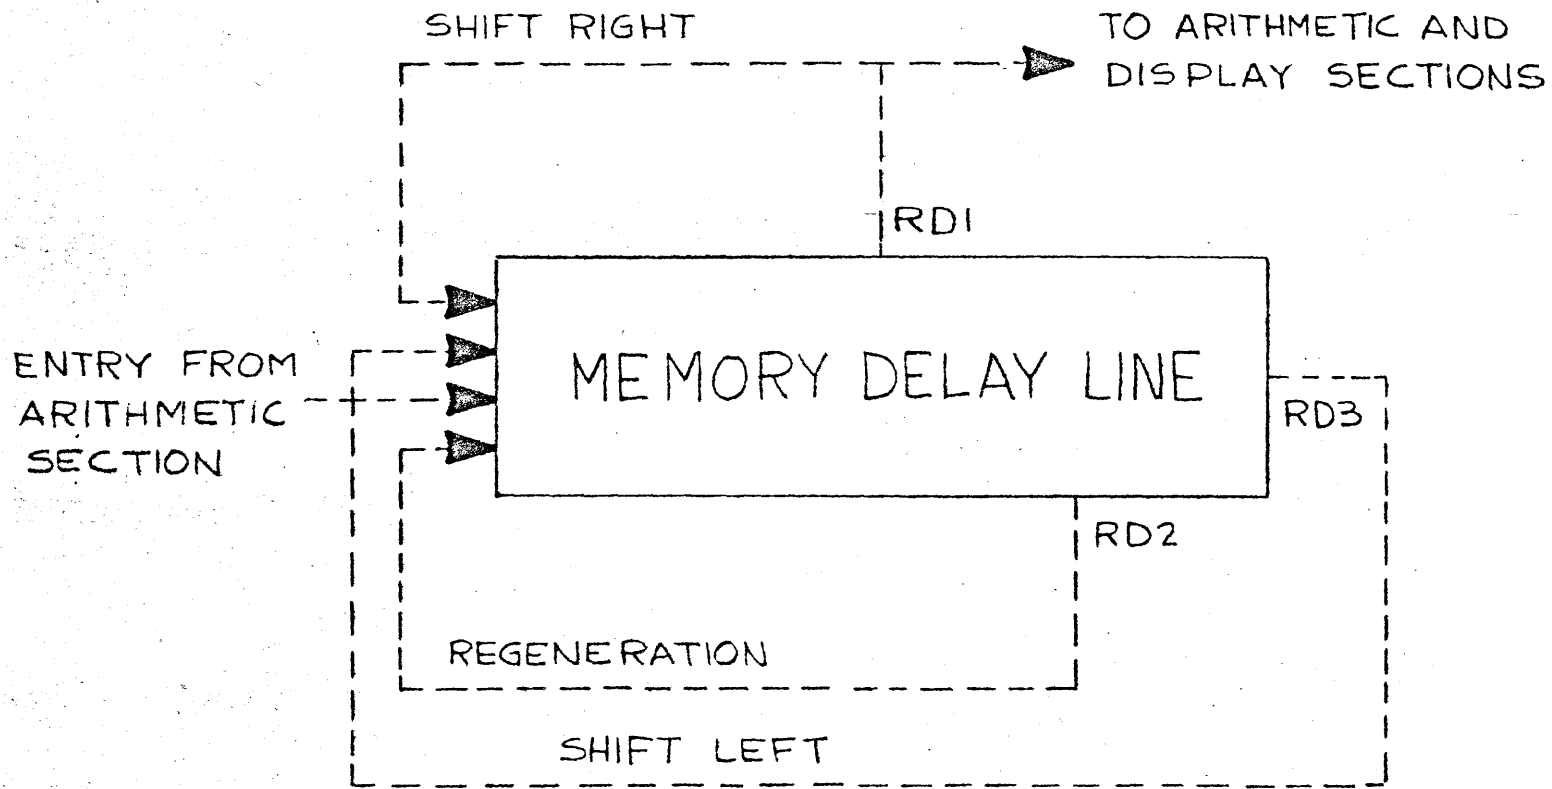 SHIFT RIGHT
TO ARITHMETIC AND
DISPLAY SECTIONS
RD1
ENTRY FROM
ARITHMETIC
SECTION
MEMORY DELAY LINE
RD3
RD2
REGENERATION
SHIFT LEFT